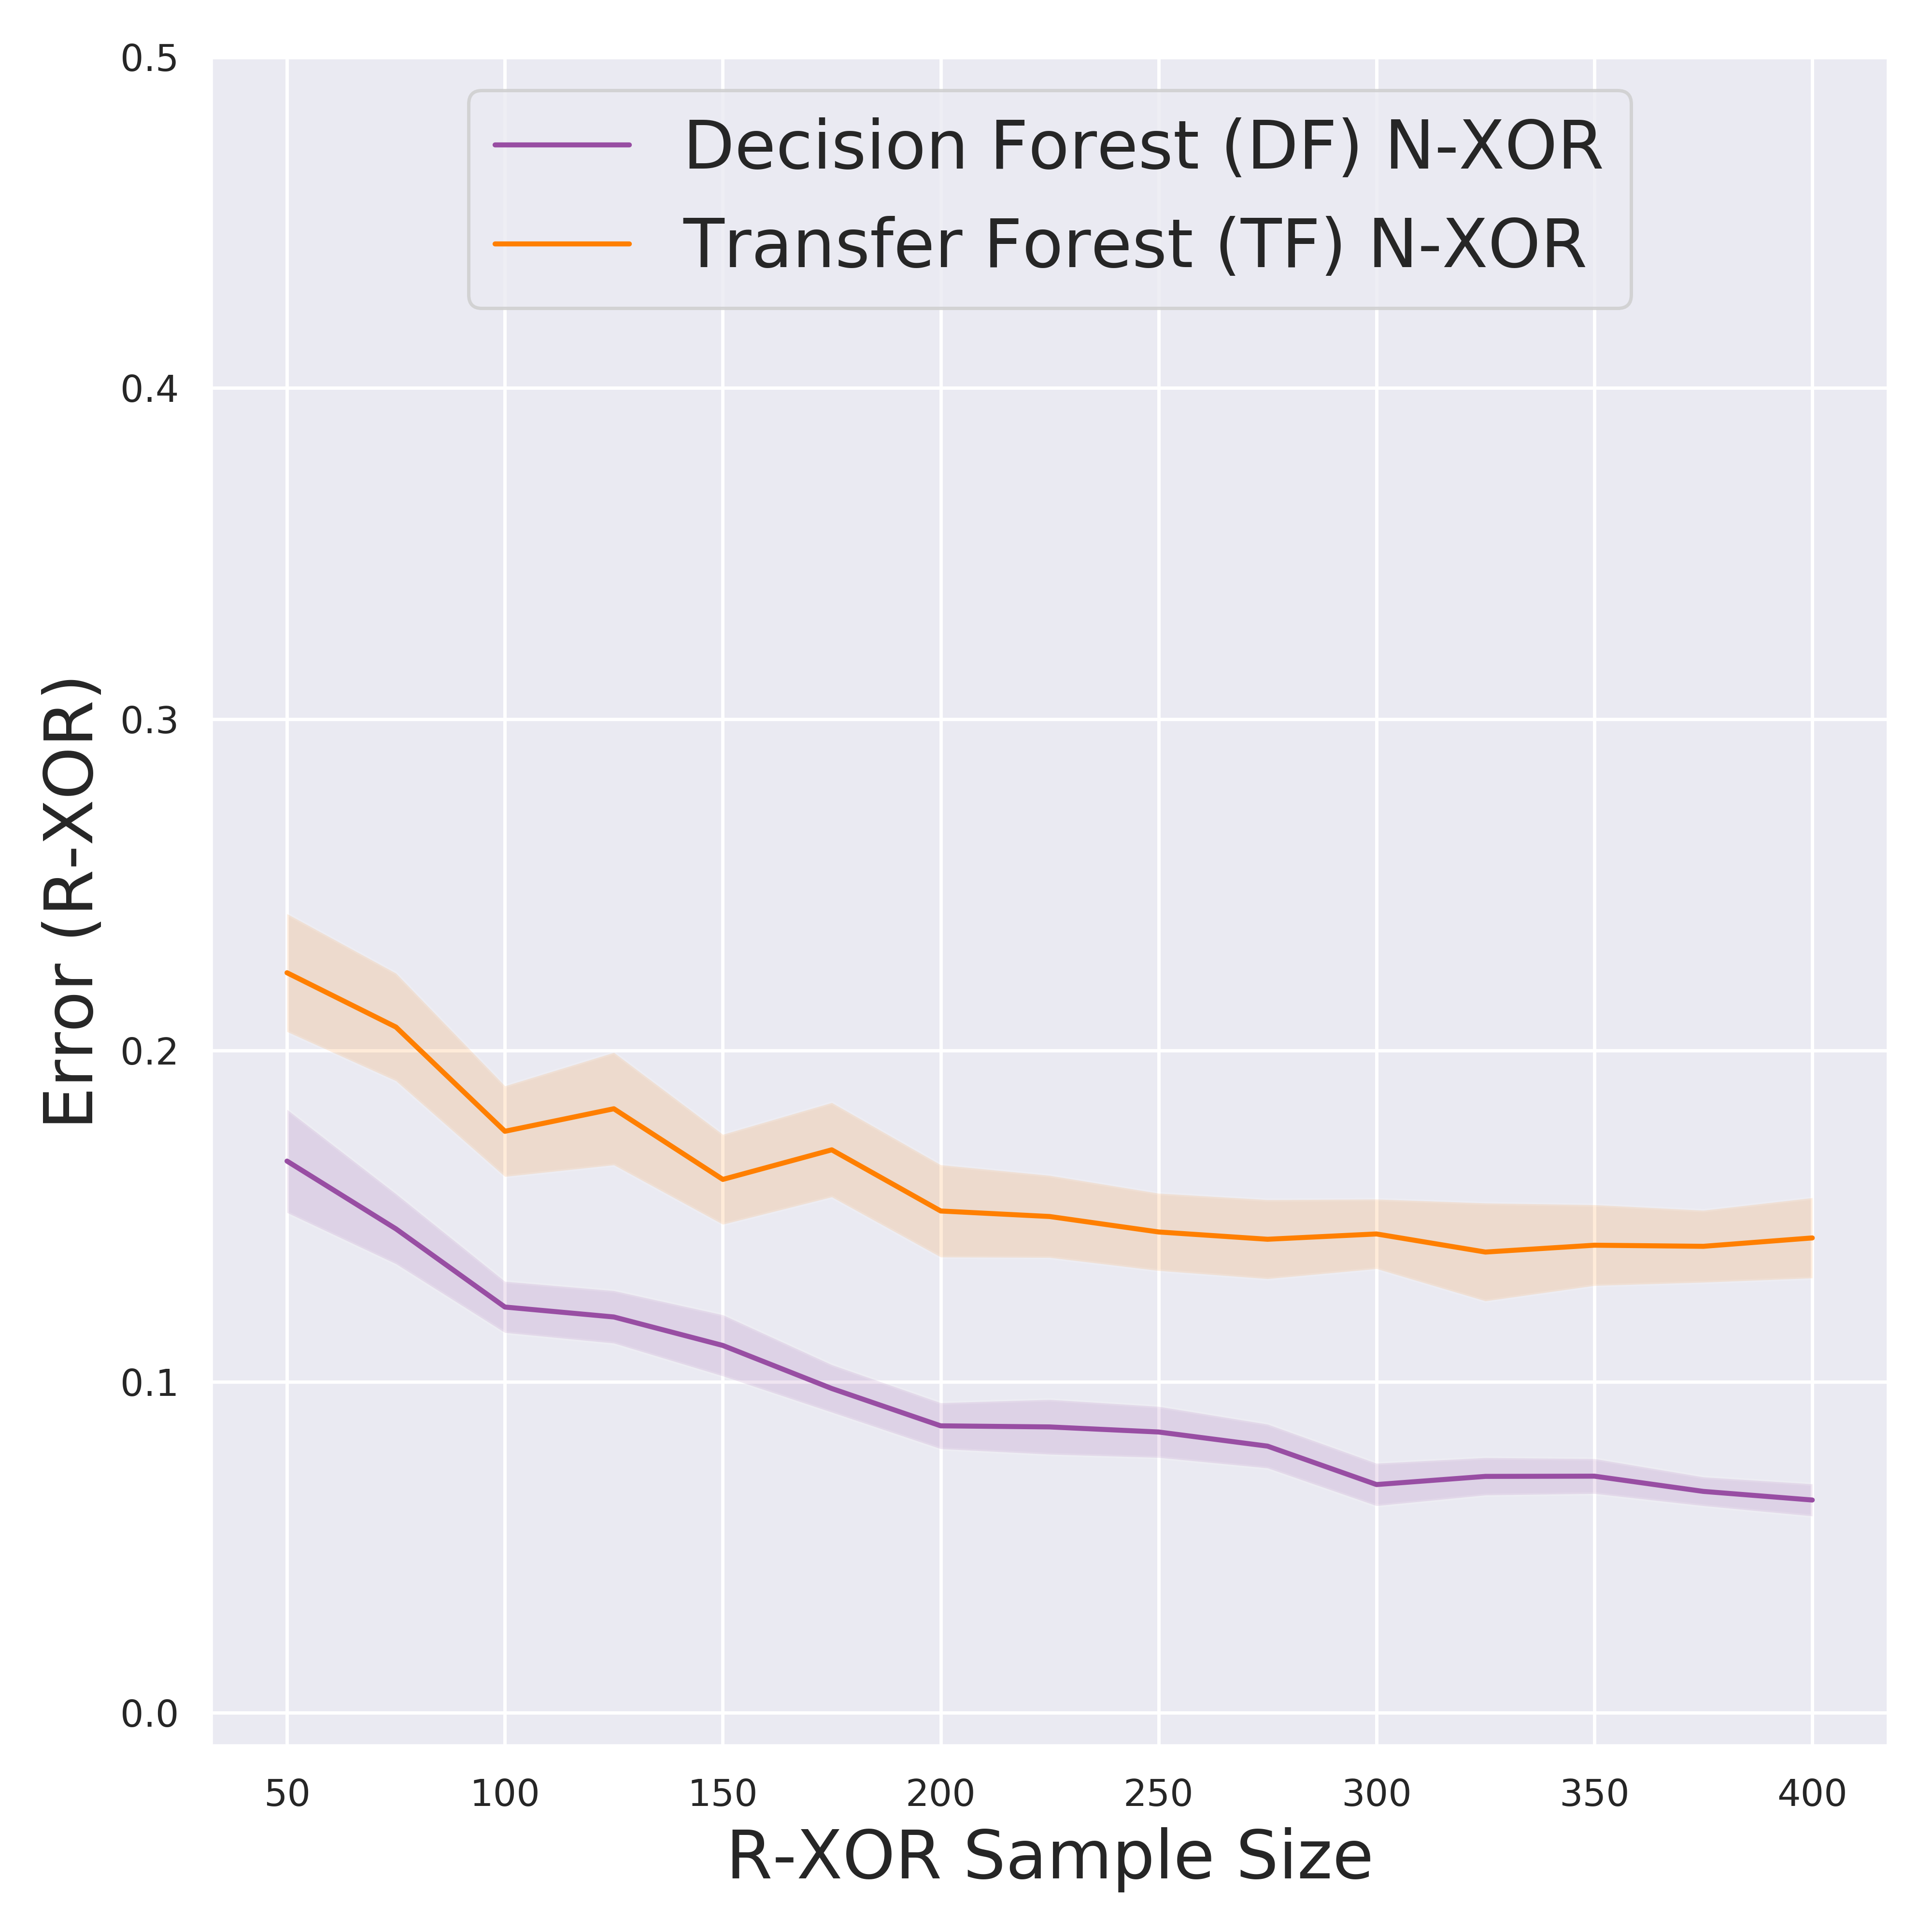 0.5
Decision Forest (DF) N-XOR
Transfer Forest (TF) N-XOR
0.4
0.3
Error (R-XOR)
0.2
0.1
0.0
50 100 150 200 250 300 350 400
R-XOR Sample Size